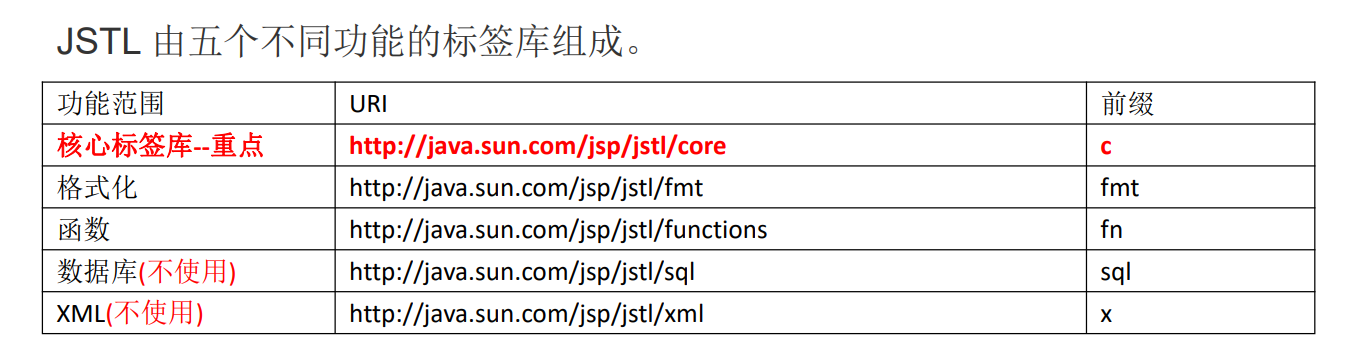 JSTL 由五个不同功能的标签库组成。
功能范围 URI 前缀
核心标签库--重点 http://java.sun.com/jsp/jstl/core c
格式化 http://java.sun.com/jsp/jstl/fmt fmt
函数 http://java.sun.com/jsp/jstl/functions fn
数据库(不使用) http://java.sun.com/jsp/jstl/sql sql
XML(不使用) http://java.sun.com/jsp/jstl/xml x